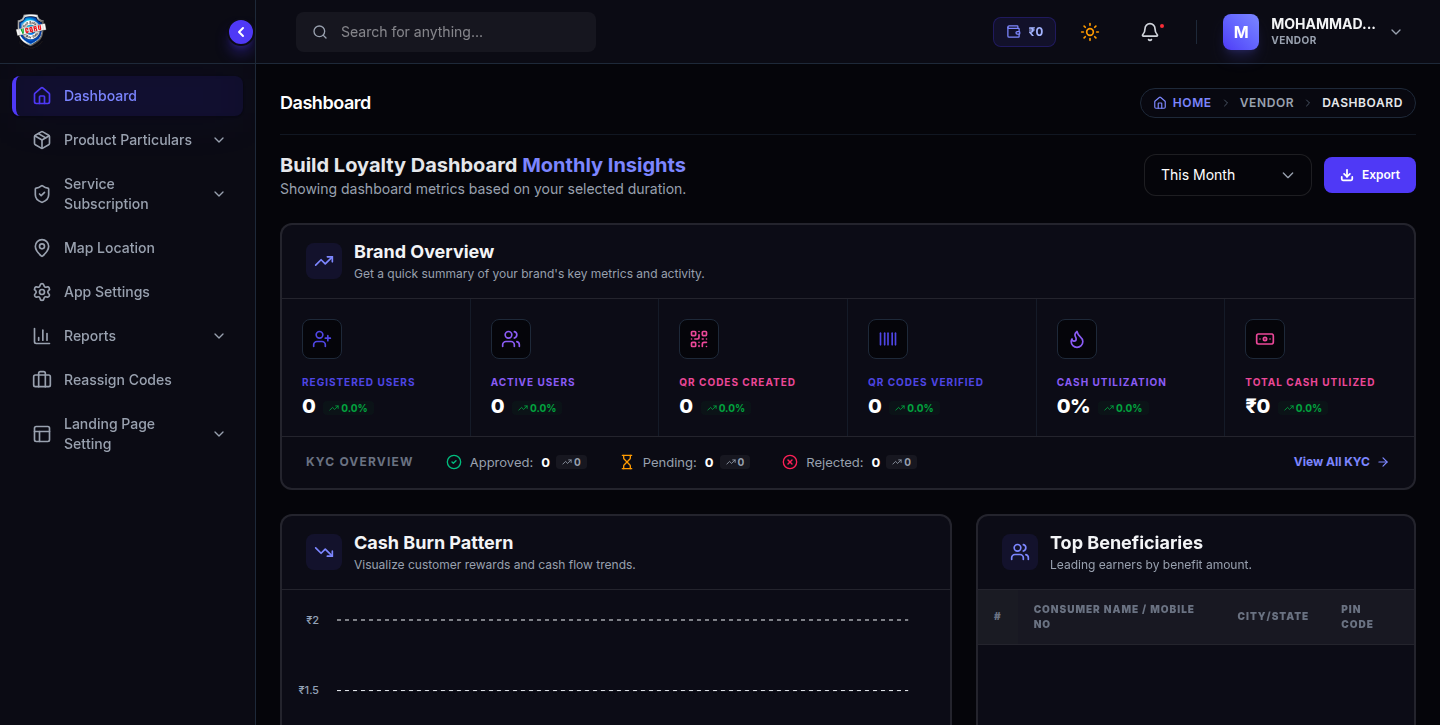 Search for anything...
₹0
M
MOHAMMAD...
VENDOR
Dashboard
Product Particulars
Service
Subscription
Map Location
App Settings
Reports
Reassign Codes
Landing Page
Setting
Dashboard
HOME > VENDOR > DASHBOARD
Build Loyalty Dashboard Monthly Insights
Showing dashboard metrics based on your selected duration.
This Month
Export
Brand Overview
Get a quick summary of your brand's key metrics and activity.
REGISTERED USERS
0 0.0%
ACTIVE USERS
0 0.0%
QR CODES CREATED
0 0.0%
QR CODES VERIFIED
0 0.0%
CASH UTILIZATION
0% 0.0%
TOTAL CASH UTILIZED
₹0 0.0%
KYC OVERVIEW
Approved: 0 0
Pending: 0 0
Rejected: 0 0
View All KYC
Cash Burn Pattern
Visualize customer rewards and cash flow trends.
₹2
₹1.5
Top Beneficiaries
Leading earners by benefit amount.
#
CONSUMER NAME / MOBILE
NO
CITY/STATE
PIN
CODE